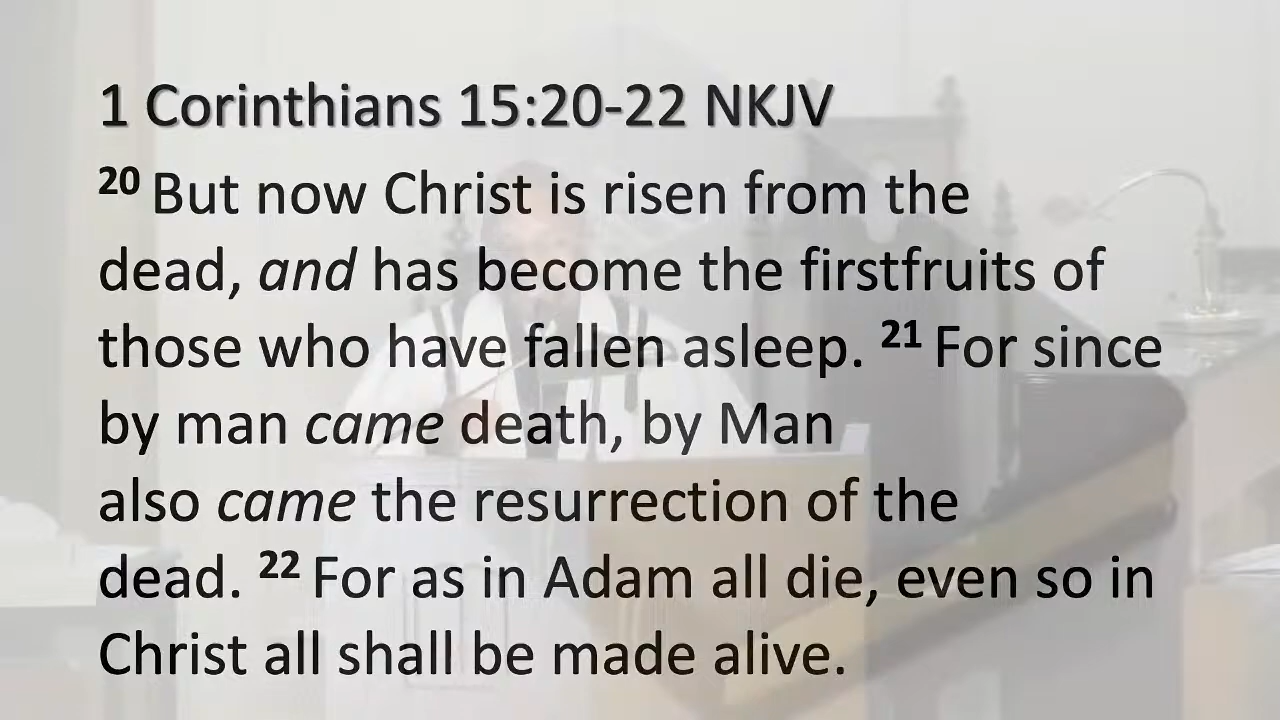 1 Corinthians 15:20-22 NKJV
20 But now Christ is risen from the
dead, and has become the firstfruits of
those who have fallen asleep. 21 For since
by man came death, by Man
also came the resurrection of the
dead. 22 For as in Adam all die, even so in
Christ all shall be made alive.